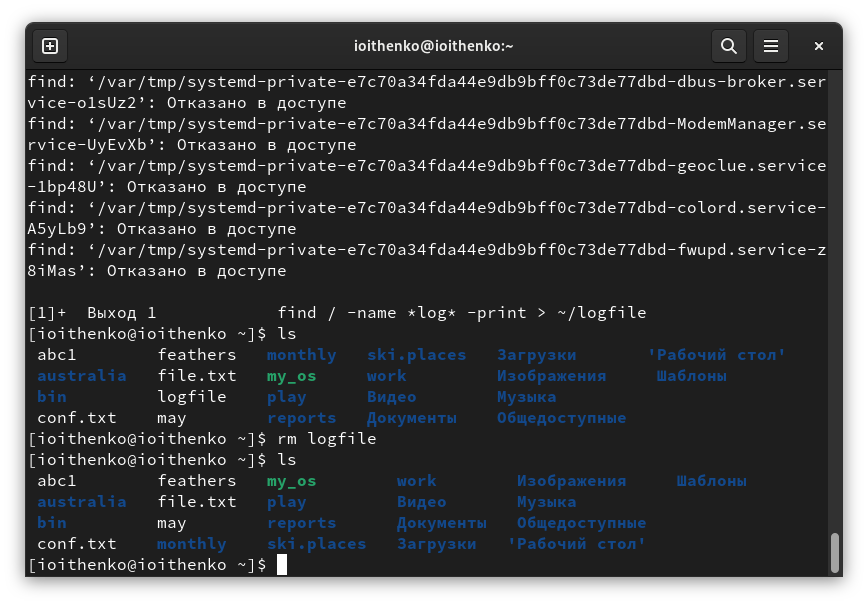 ioithenko@ioithenko:~
find: ‘/var/tmp/systemd-private-e7c70a34fda44e9db9bff0c73de77dbd-dbus-broker.ser
vice-o1sUz2’: Отказано в доступе
find: ‘/var/tmp/systemd-private-e7c70a34fda44e9db9bff0c73de77dbd-ModemManager.se
rvice-UyEvXb’: Отказано в доступе
find: ‘/var/tmp/systemd-private-e7c70a34fda44e9db9bff0c73de77dbd-geoclue.service
-1bp48U’: Отказано в доступе
find: ‘/var/tmp/systemd-private-e7c70a34fda44e9db9bff0c73de77dbd-colord.service-
A5yLb9’: Отказано в доступе
find: ‘/var/tmp/systemd-private-e7c70a34fda44e9db9bff0c73de77dbd-fwupd.service-z
8iMas’: Отказано в доступе
[1]+  Выход 1            find / -name *log* -print > ~/logfile
[ioithenko@ioithenko ~]$ ls
abc1        feathers   monthly   ski.places   Загрузки       'Рабочий стол'
australia   file.txt   my_os     work         Изображения     Шаблоны
bin         logfile    play      Видео        Музыка
conf.txt    may        reports   Документы    Общедоступные
[ioithenko@ioithenko ~]$ rm logfile
[ioithenko@ioithenko ~]$ ls
abc1        feathers   my_os        work        Изображения     Шаблоны
australia   file.txt   play         Видео       Музыка
bin         may        reports      Документы   Общедоступные
conf.txt    monthly    ski.places   Загрузки   'Рабочий стол'
[ioithenko@ioithenko ~]$